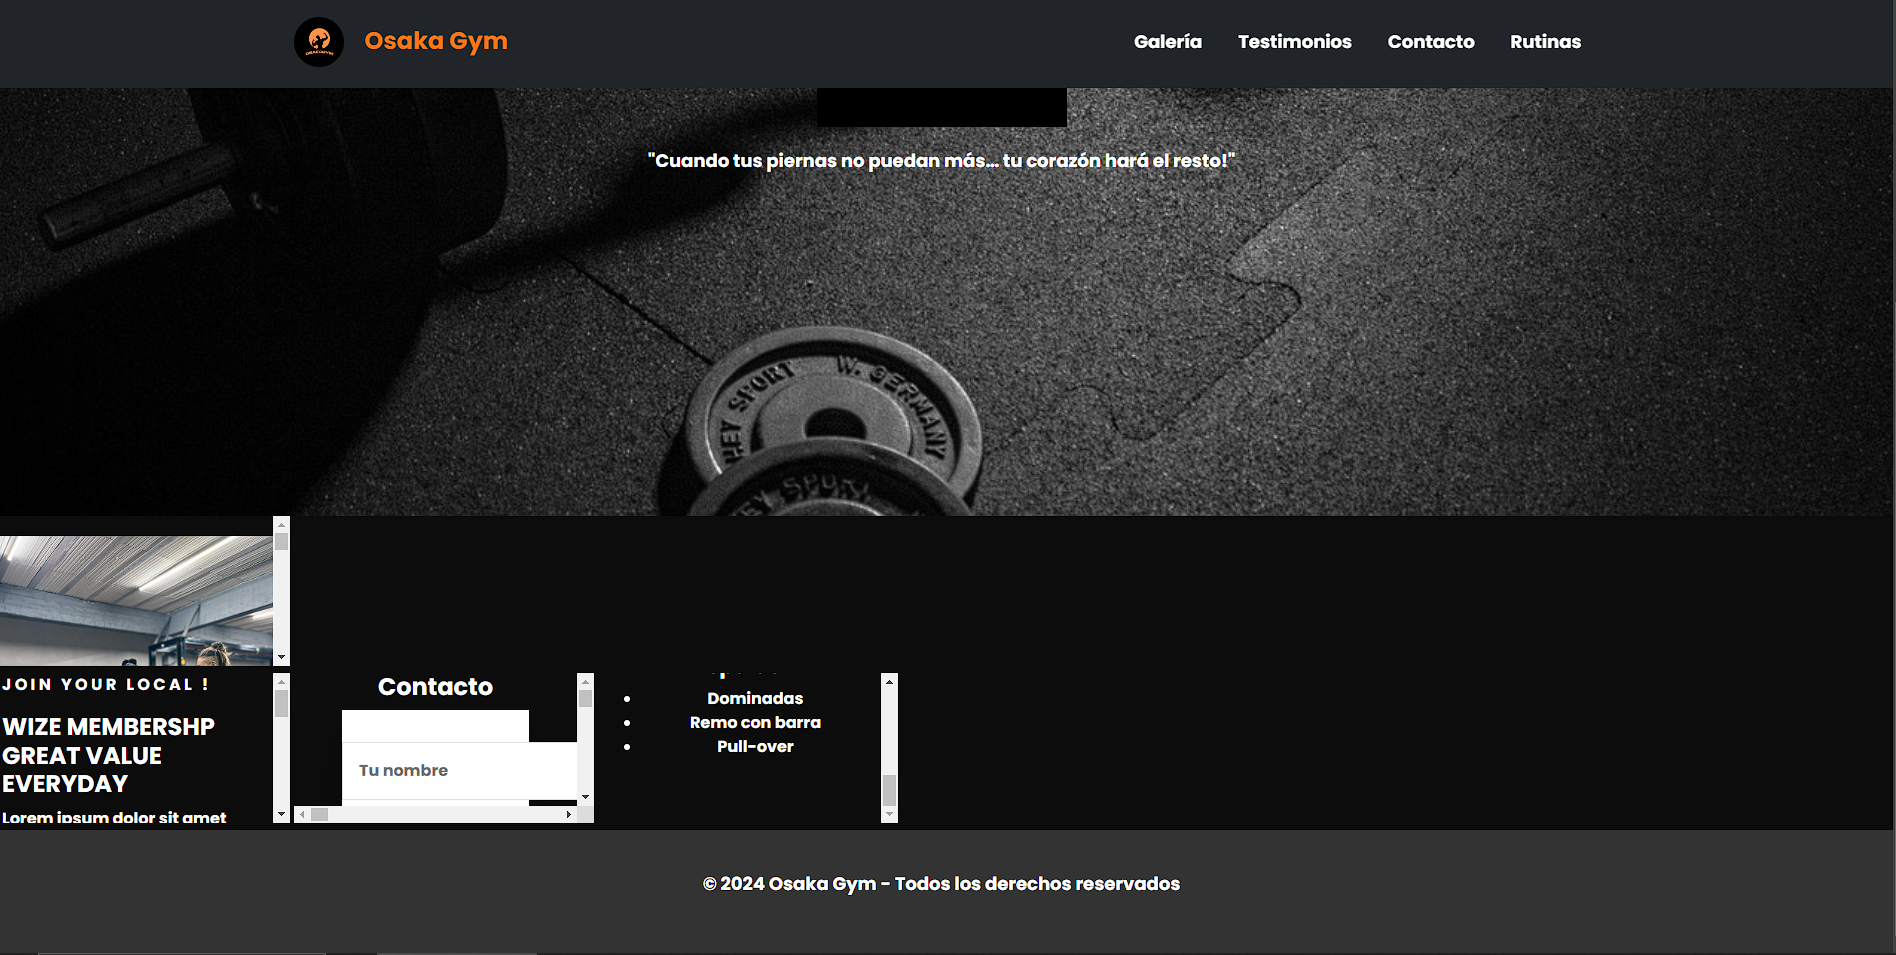 Osaka Gym
Galería Testimonios Contacto Rutinas
"Cuando tus piernas no puedan más... tu corazón hará el resto!"
W. GERMANY
SPORT
SPORT
JOIN YOUR LOCAL !
WIZE MEMBERSHP
GREAT VALUE
EVERYDAY
Lorem ipsum dolor sit amet
Contacto
Tu nombre
Dominadas
Remo con barra
Pull-over
© 2024 Osaka Gym - Todos los derechos reservados